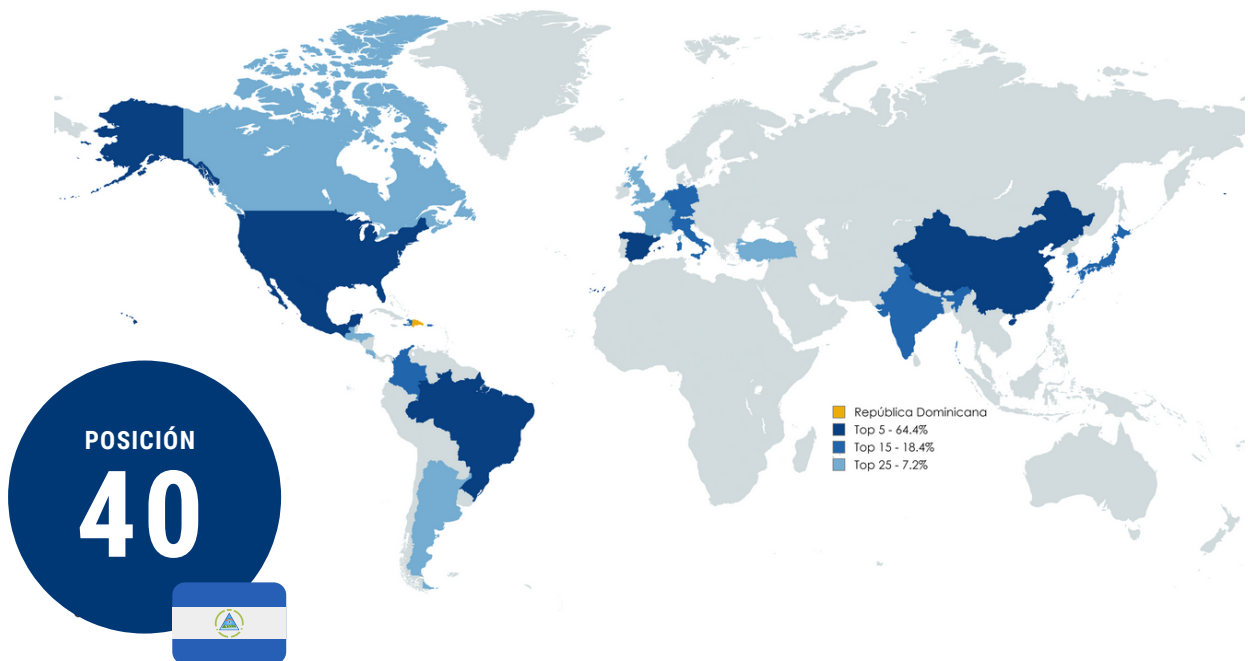 POSICIÓN
40
República Dominicana
Top 5 - 64.4%
Top 15 - 18.4%
Top 25 - 7.2%